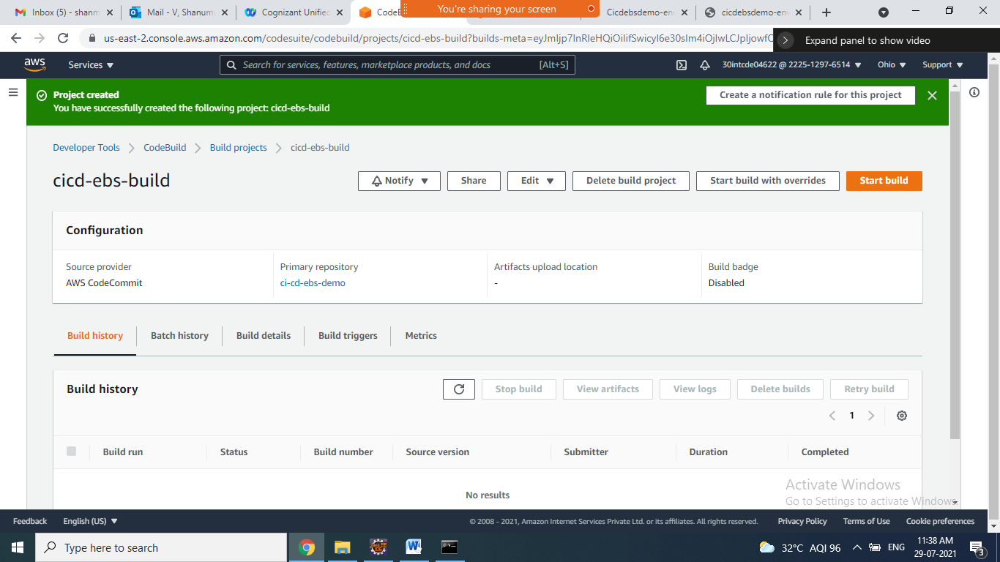 Inbox (5) - shanm
Mail - V, Shanumu
Cognizant Unified
CodeB
You're sharing your screen
Cicdebsdemo-env
cicdebsdemo-env
us-east-2.console.aws.amazon.com/codesuite/codebuild/projects/cicd-ebs-build?builds-meta=
Expand panel to show video
aws
Services
Search for services, features, marketplace products, and docs
[Alt+S]
30intcde04622 @ 2225-1297-6514
Ohio
Support
Project created
You have successfully created the following project: cicd-ebs-build
Create a notification rule for this project
Developer Tools
CodeBuild
Build projects
cicd-ebs-build
cicd-ebs-build
Notify
Share
Edit
Delete build project
Start build with overrides
Start build
Configuration
Source provider
AWS CodeCommit
Primary repository
ci-cd-ebs-demo
Artifacts upload location
-
Build badge
Disabled
Build history
Batch history
Build details
Build triggers
Metrics
Build history
Stop build
View artifacts
View logs
Delete builds
Retry build
1
Build run
Status
Build number
Source version
Submitter
Duration
Completed
No results
Activate Windows
Go to Settings to activate Windows.
Feedback
English (US)
© 2008 - 2021, Amazon Internet Services Private Ltd. or its affiliates. All rights reserved.
Privacy Policy
Terms of Use
Cookie preferences
Type here to search
32°C AQI 96
ENG
11:38 AM
29-07-2021
3